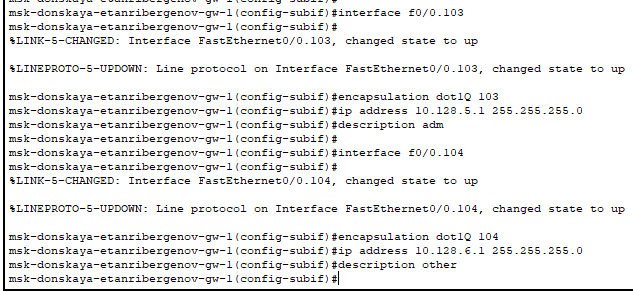 msk-donskaya-etanribergenov-gw-1(config-subif)#
msk-donskaya-etanribergenov-gw-1(config-subif)#interface f0/0.103
msk-donskaya-etanribergenov-gw-1(config-subif)#
%LINK-5-CHANGED: Interface FastEthernet0/0.103, changed state to up
%LINEPROTO-5-UPDOWN: Line protocol on Interface FastEthernet0/0.103, changed state to up
msk-donskaya-etanribergenov-gw-1(config-subif)#encapsulation dot1Q 103
msk-donskaya-etanribergenov-gw-1(config-subif)#ip address 10.128.5.1 255.255.255.0
msk-donskaya-etanribergenov-gw-1(config-subif)#description adm
msk-donskaya-etanribergenov-gw-1(config-subif)#
msk-donskaya-etanribergenov-gw-1(config-subif)#interface f0/0.104
msk-donskaya-etanribergenov-gw-1(config-subif)#
%LINK-5-CHANGED: Interface FastEthernet0/0.104, changed state to up
%LINEPROTO-5-UPDOWN: Line protocol on Interface FastEthernet0/0.104, changed state to up
msk-donskaya-etanribergenov-gw-1(config-subif)#encapsulation dot1Q 104
msk-donskaya-etanribergenov-gw-1(config-subif)#ip address 10.128.6.1 255.255.255.0
msk-donskaya-etanribergenov-gw-1(config-subif)#description other
msk-donskaya-etanribergenov-gw-1(config-subif)#